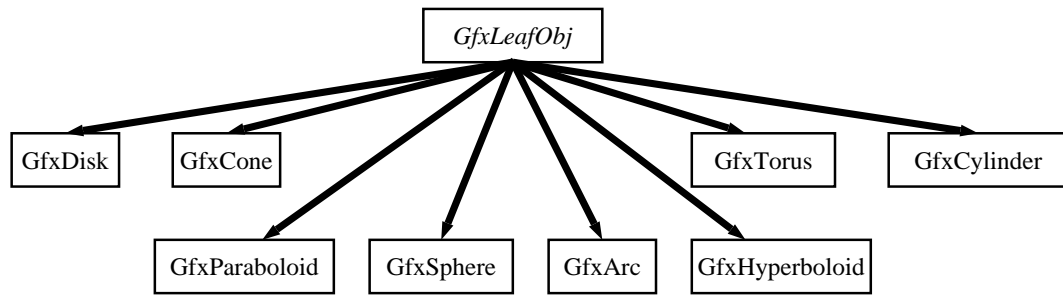 GfxLeafObj
GfxDisk GfxCone GfxTorus GfxCylinder
GfxParaboloid GfxSphere GfxArc GfxHyperboloid